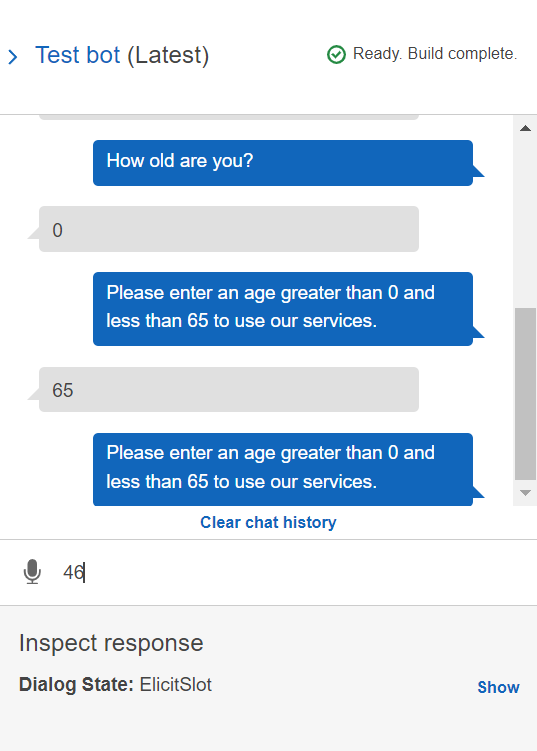 Test bot (Latest)
Ready. Build complete.
How old are you?
0
Please enter an age greater than 0 and
less than 65 to use our services.
65
Please enter an age greater than 0 and
less than 65 to use our services.
Clear chat history
46
Inspect response
Dialog State: ElicitSlot
Show